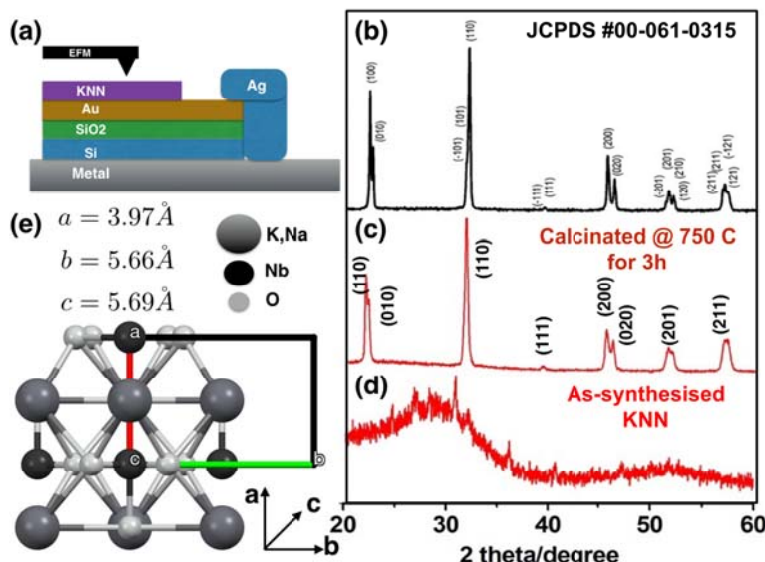 (a)
EFM
KNN
Ag
Au
SiO2
Si
Metal
(e)
a = 3.97Å
b = 5.66Å
c = 5.69Å
K,Na
Nb
O
a
c
b
a
c
b
(b)
JCPDS #00-061-0315
(100)
(010)
(-101)
(101)
(110)
(-111)
(111)
(200)
(020)
(-201)
(201)
(210)
(120)
(-211)
(211)
(-121)
(121)
(c)
Calcinated @ 750 C
for 3h
(110)
(010)
(110)
(111)
(200)
(020)
(201)
(211)
(d)
As-synthesised
KNN
20 30 40 50 60
2 theta/degree